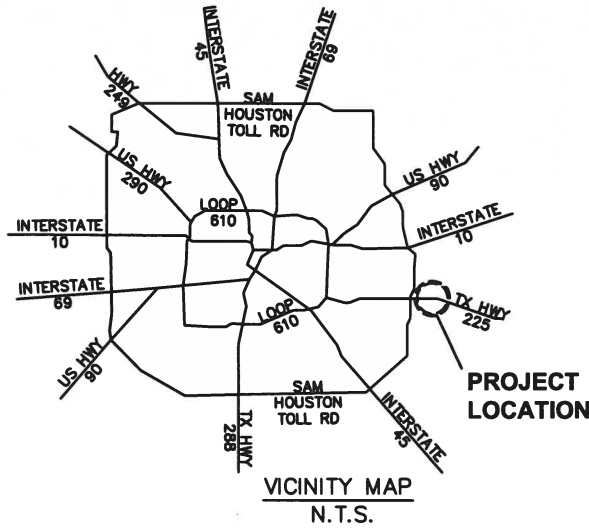 INTERSTATE
45
INTERSTATE
69
HWY
249
SAM
HOUSTON
TOLL RD
US HWY
290
US HWY
90
LOOP
610
INTERSTATE
10
INTERSTATE
10
INTERSTATE
69
LOOP
610
TX HWY
225
US HWY
90
PROJECT
LOCATION
SAM
HOUSTON
TOLL RD
TX HWY
288
INTERSTATE
45
VICINITY MAP
N.T.S.